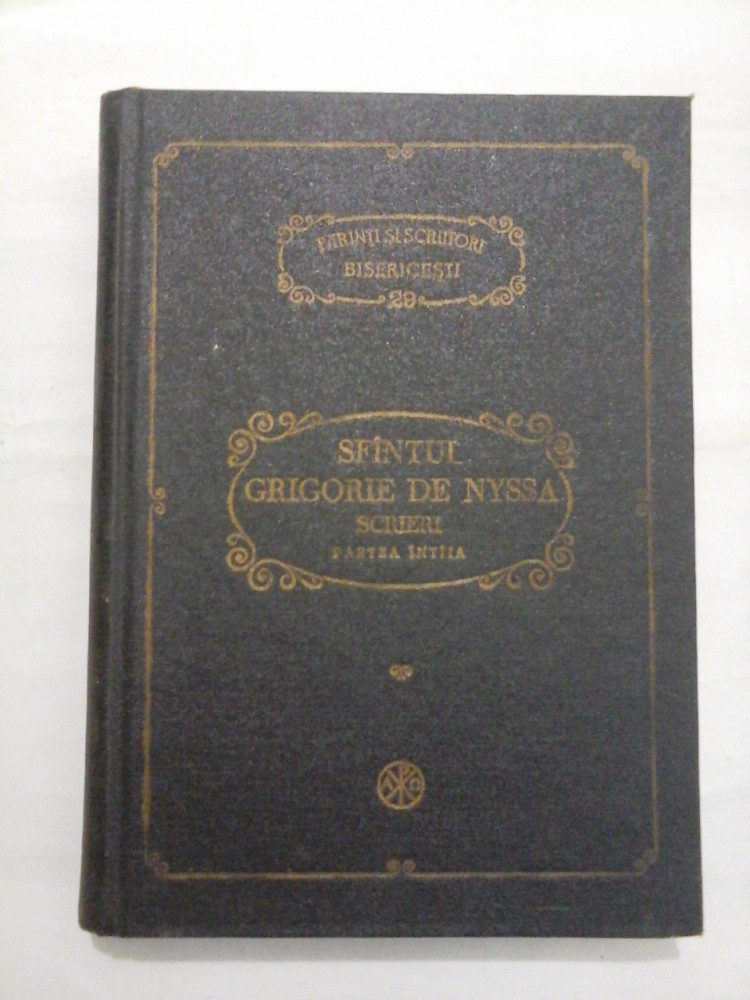 PĂRINȚI ȘI SCRIITORI
BISERICEȘTI
29
SFÎNTUL
GRIGORIE DE NYSSA
SCRIERI
PARTEA ÎNTÎIA
Α Ω